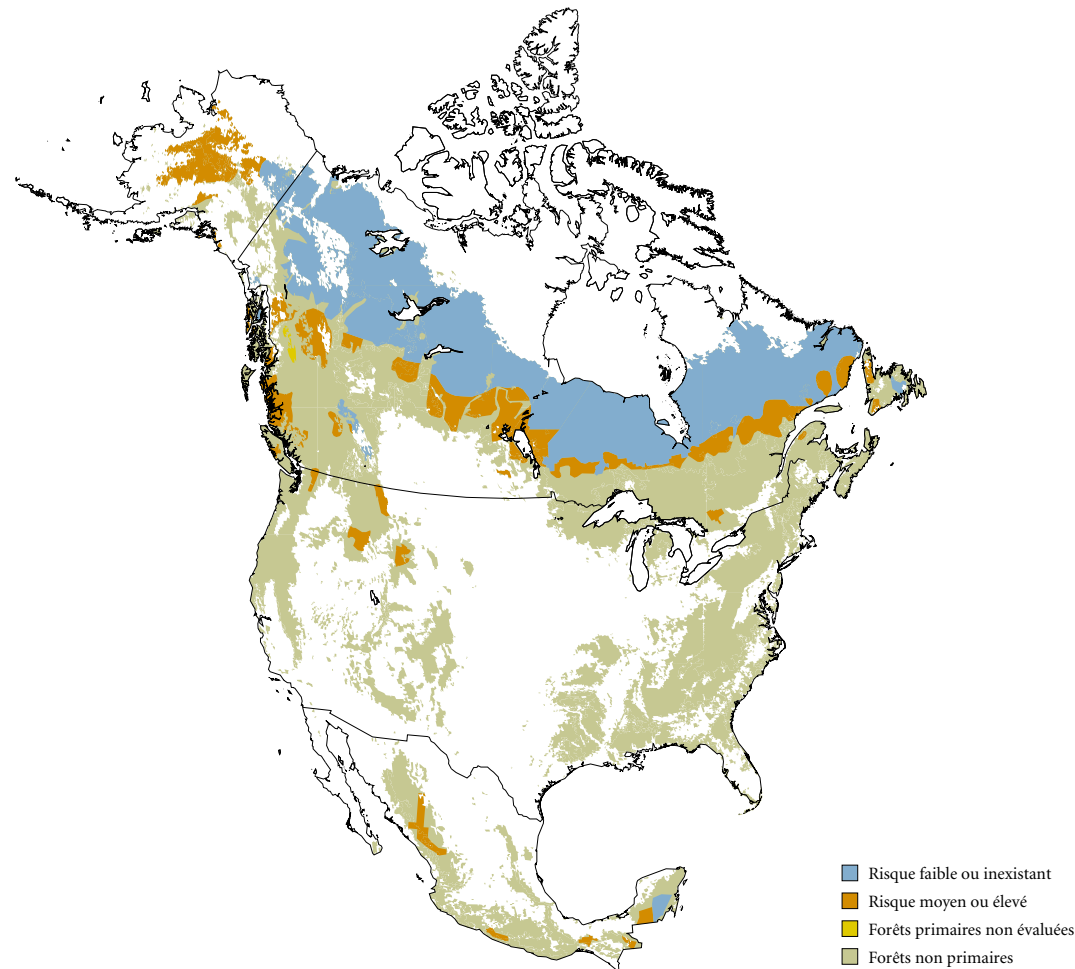 Risque faible ou inexistant
Risque moyen ou élevé
Forêts primaires non évaluées
Forêts non primaires